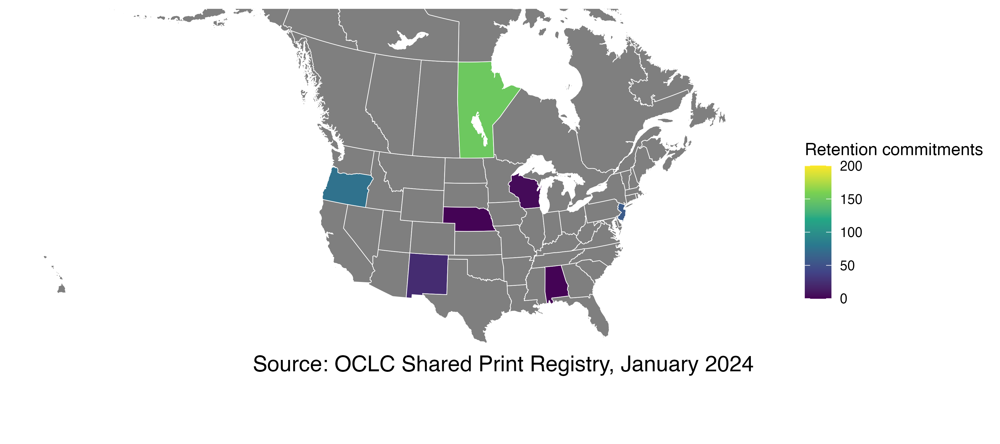 Retention commitments
200
150
100
50
0
Source: OCLC Shared Print Registry, January 2024